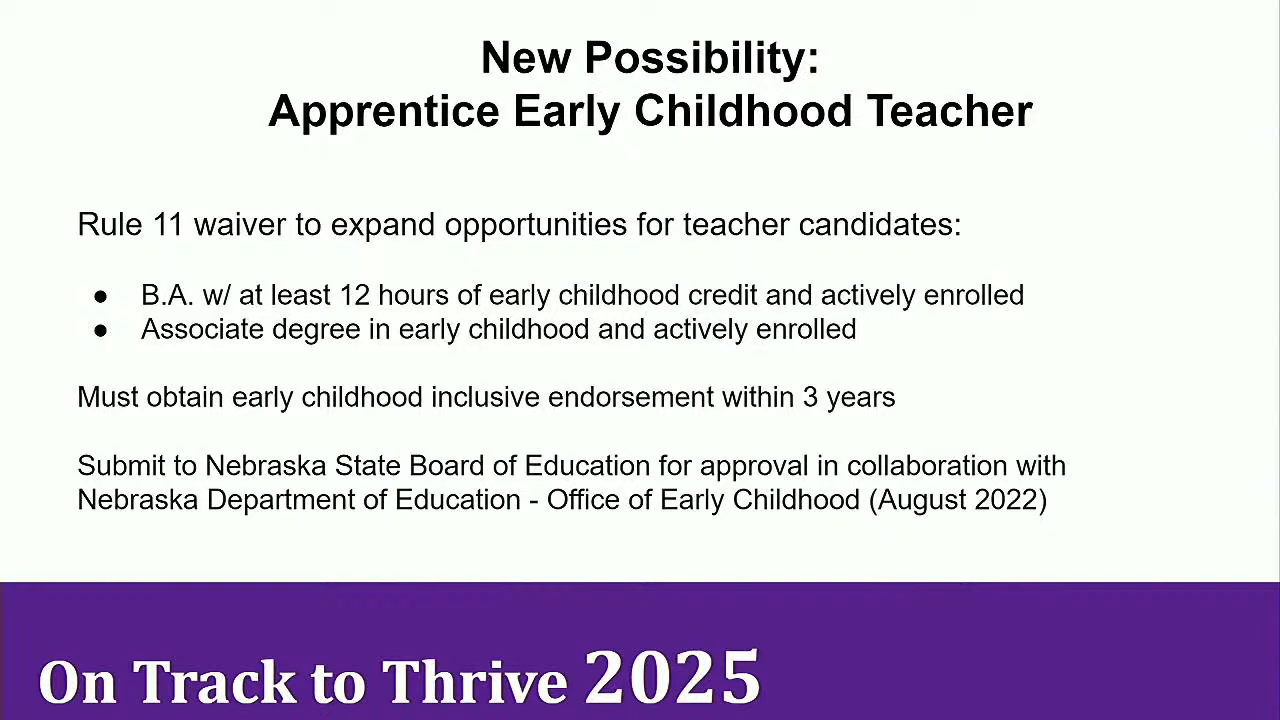 New Possibility:
Apprentice Early Childhood Teacher
Rule 11 waiver to expand opportunities for teacher candidates:
● B.A. w/ at least 12 hours of early childhood credit and actively enrolled
● Associate degree in early childhood and actively enrolled
Must obtain early childhood inclusive endorsement within 3 years
Submit to Nebraska State Board of Education for approval in collaboration with
Nebraska Department of Education - Office of Early Childhood (August 2022)
On Track to Thrive 2025